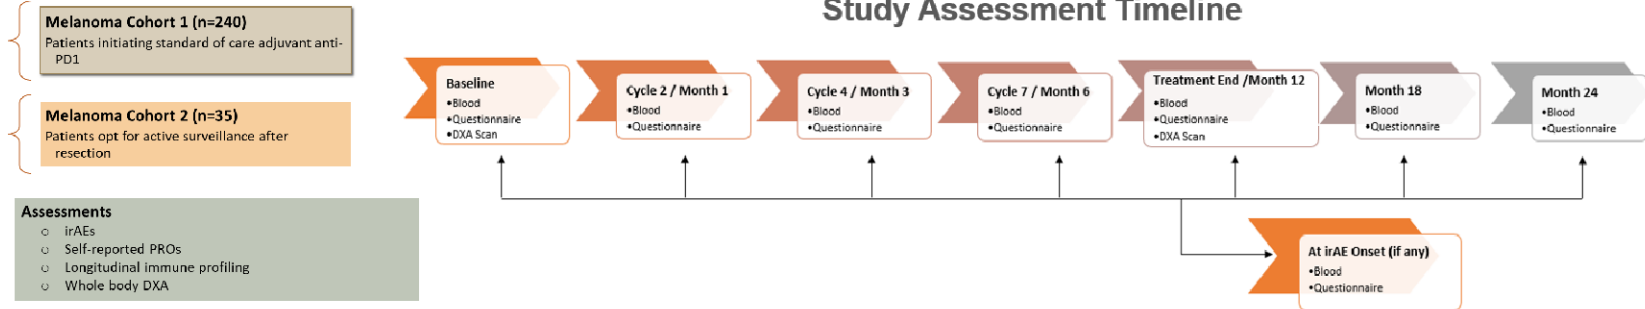 Study Assessment Timeline
Melanoma Cohort 1 (n=240)
Patients initiating standard of care adjuvant anti-
PD1
Melanoma Cohort 2 (n=35)
Patients opt for active surveillance after
resection
Assessments
o irAEs
o Self-reported PROs
o Longitudinal immune profiling
o Whole body DXA
Baseline
•Blood
•Questionnaire
•DXA Scan
Cycle 2 / Month 1
•Blood
•Questionnaire
Cycle 4 / Month 3
•Blood
•Questionnaire
Cycle 7 / Month 6
•Blood
•Questionnaire
Treatment End /Month 12
•Blood
•Questionnaire
•DXA Scan
Month 18
•Blood
•Questionnaire
Month 24
•Blood
•Questionnaire
At irAE Onset (if any)
•Blood
•Questionnaire